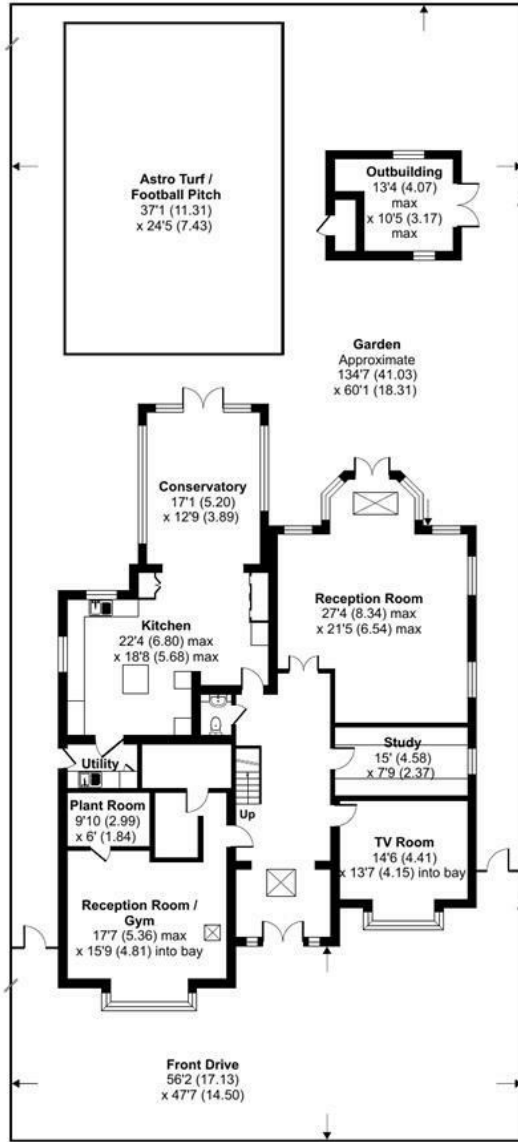 Astro Turf /
Football Pitch
37'1 (11.31)
x 24'5 (7.43)
Outbuilding
13'4 (4.07)
max
x 10'5 (3.17)
max
Garden
Approximate
134'7 (41.03)
x 60'1 (18.31)
Conservatory
17'1 (5.20)
x 12'9 (3.89)
Reception Room
27'4 (8.34) max
x 21'5 (6.54) max
Kitchen
22'4 (6.80) max
x 18'8 (5.68) max
Study
15' (4.58)
x 7'9 (2.37)
Utility
Plant Room
9'10 (2.99)
x 6' (1.84)
Up
TV Room
14'6 (4.41)
x 13'7 (4.15) into bay
Reception Room /
Gym
17'7 (5.36) max
x 15'9 (4.81) into bay
Front Drive
56'2 (17.13)
x 47'7 (14.50)